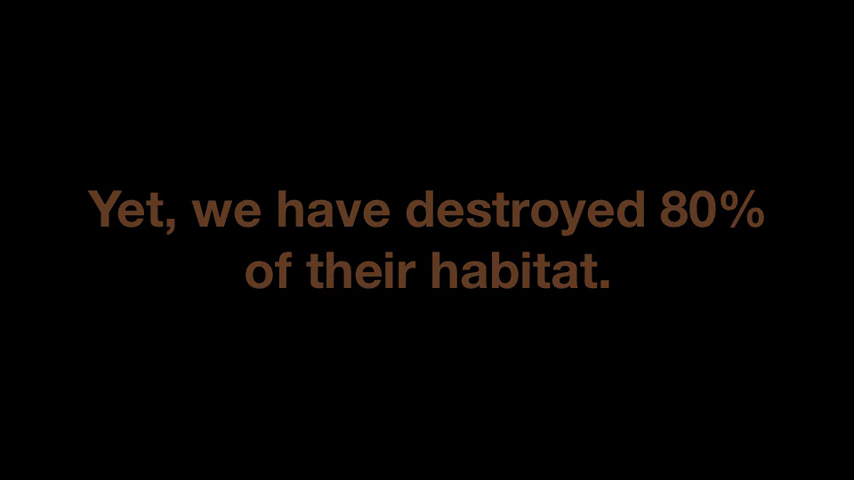 Yet, we have destroyed 80%
of their habitat.